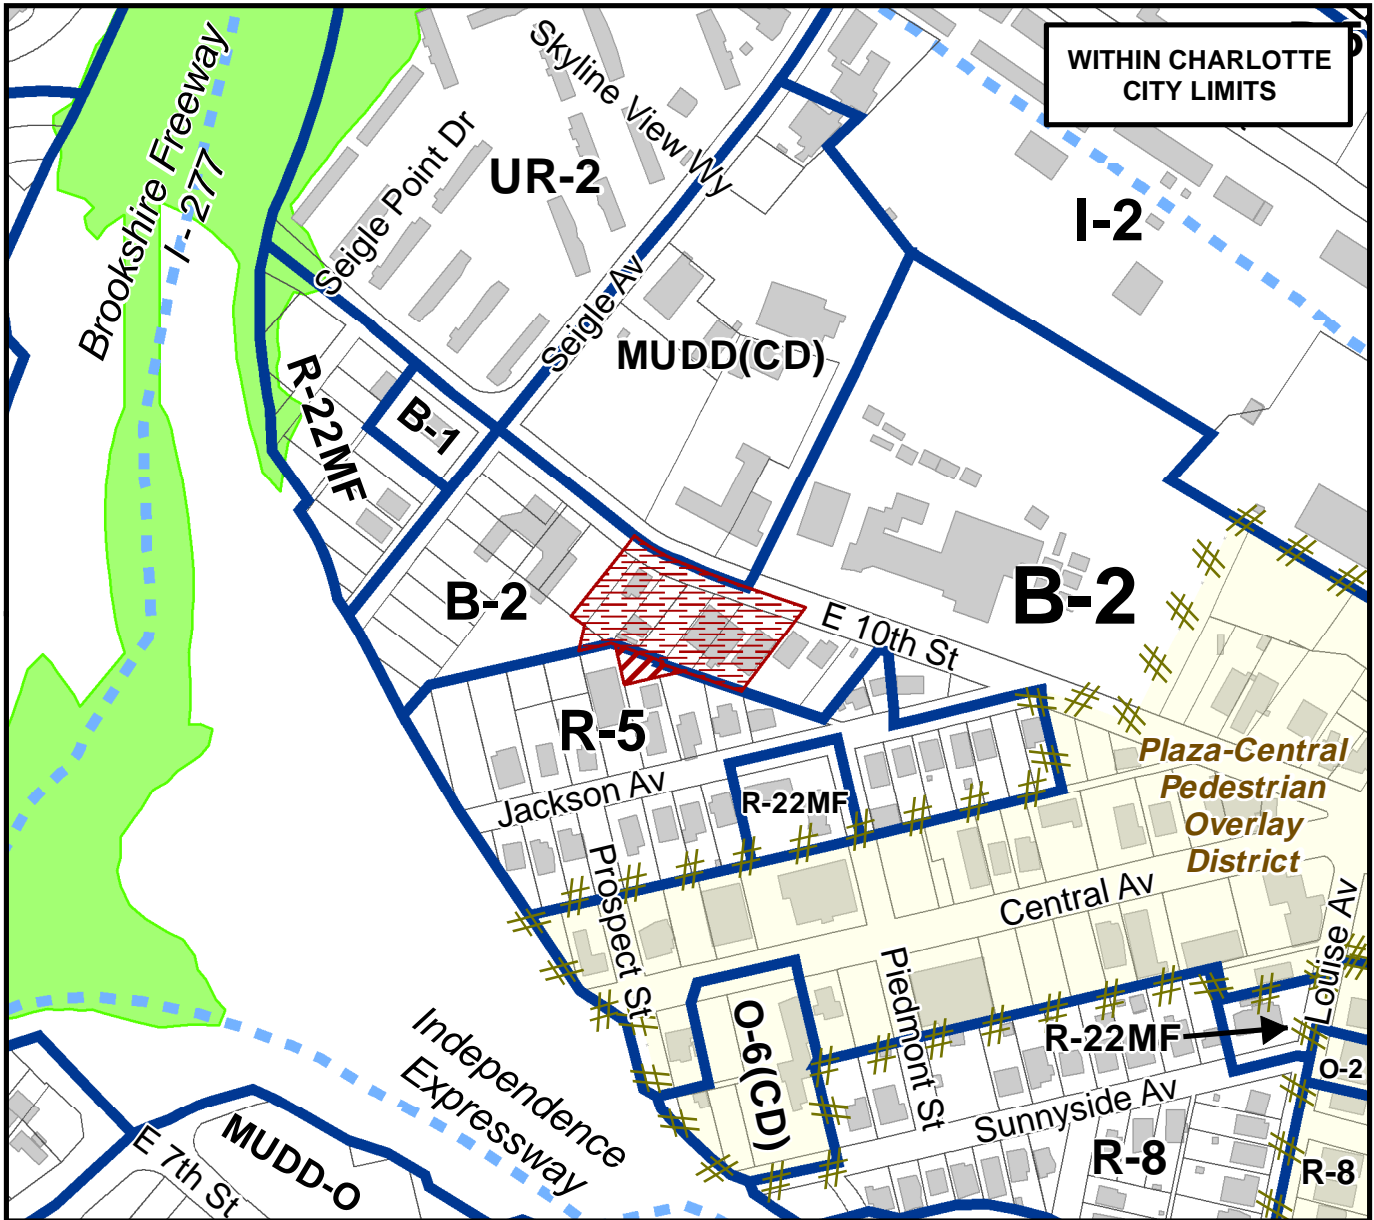 WITHIN CHARLOTTE
CITY LIMITS
Brookshire Freeway
I-277
Skyline View Wy
Seigle Point Dr
UR-2
I-2
Seigle Av
MUDD(CD)
R-22MF
B-1
B-2
B-2
E 10th St
R-5
Jackson Av
R-22MF
Plaza-Central
Pedestrian
Overlay
District
Prospect St
Central Av
Louise Av
Piedmont St
O-6(CD)
R-22MF
O-2
Independence
Expressway
Sunnyside Av
MUDD-O
E 7th St
R-8
R-8